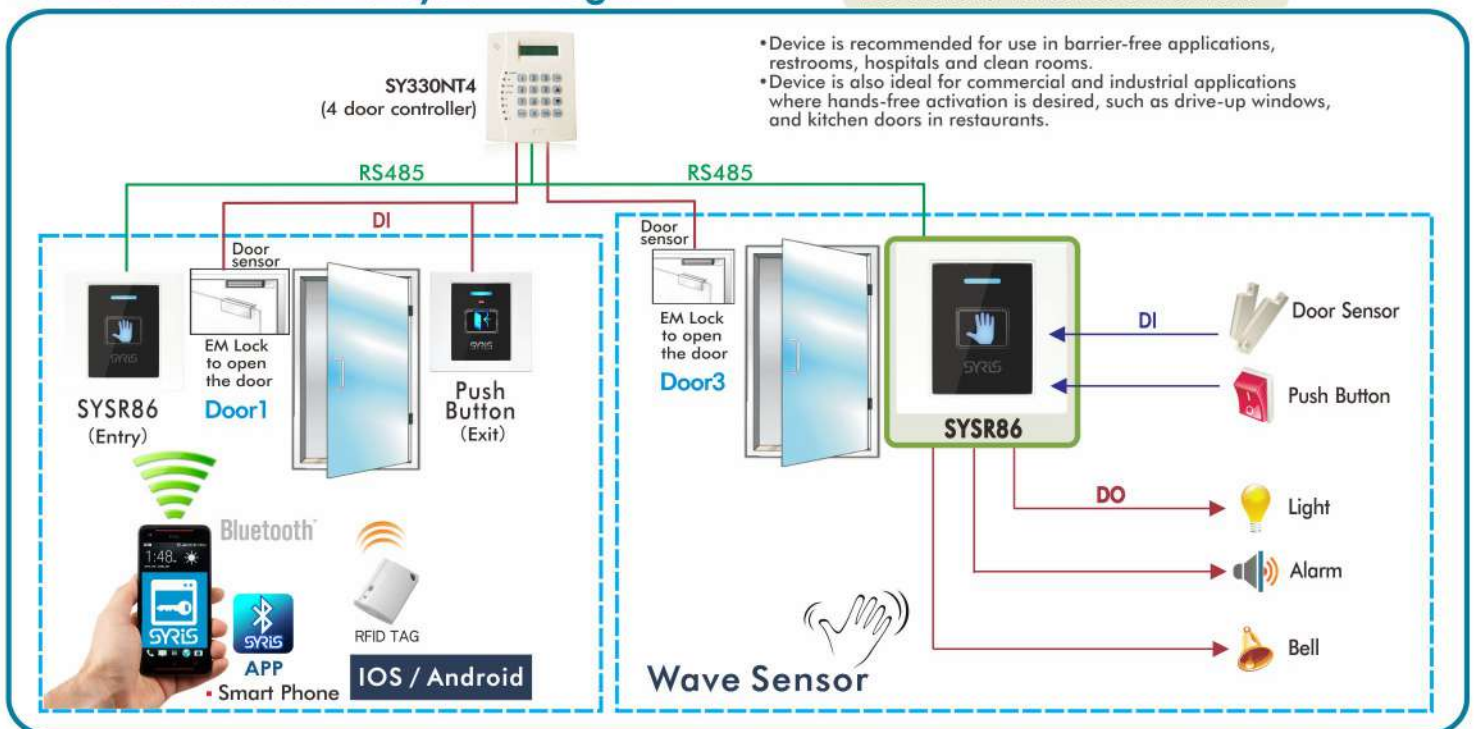 •Device is recommended for use in barrier-free applications,
restrooms, hospitals and clean rooms.
•Device is also ideal for commercial and industrial applications
where hands-free activation is desired, such as drive-up windows,
and kitchen doors in restaurants.
SY330NT4
(4 door controller)
RS485
RS485
DI
Door
sensor
SYRIS
SYSR86
(Entry)
EM Lock
to open
the door
Door1
SYRIS
Push
Button
(Exit)
Bluetooth
1:48
SYRIS
SYRIS
APP
▪ Smart Phone
RFID TAG
IOS / Android
Door
sensor
EM Lock
to open
the door
Door3
SYRIS
SYSR86
DI
Door Sensor
Push Button
DO
Light
Alarm
Bell
Wave Sensor